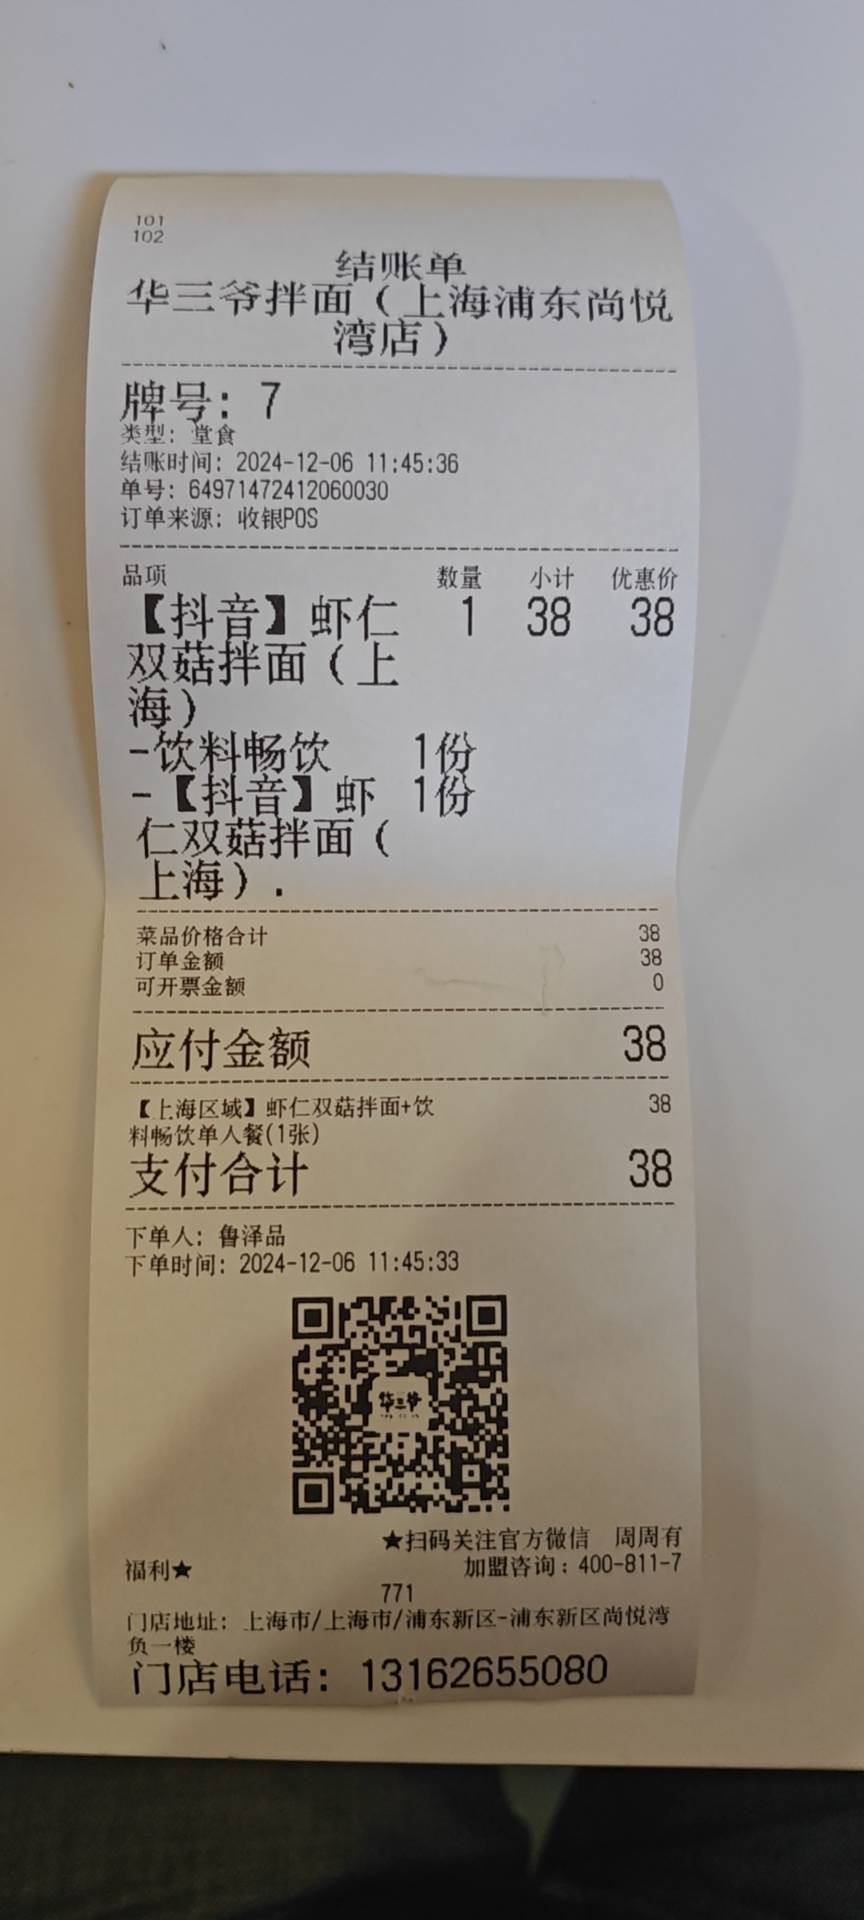 101
102
结账单
华三爷拌面（上海浦东尚悦
湾店）
牌号: 7
类型: 堂食
结账时间: 2024-12-06 11:45:36
单号: 64971472412060030
订单来源: 收银POS
品项 数量 小计 优惠价
【抖音】虾仁 1 38 38
双菇拌面（上
海）
-饮料畅饮 1份
-【抖音】虾 1份
仁双菇拌面（
上海）.
菜品价格合计 38
订单金额 38
可开票金额 0
应付金额 38
【上海区域】虾仁双菇拌面+饮 38
料畅饮单人餐(1张)
支付合计 38
下单人: 鲁泽品
下单时间: 2024-12-06 11:45:33
华三爷
★扫码关注官方微信 周周有
福利★ 加盟咨询：400-811-7
771
门店地址: 上海市/上海市/浦东新区-浦东新区尚悦湾
负一楼
门店电话: 13162655080